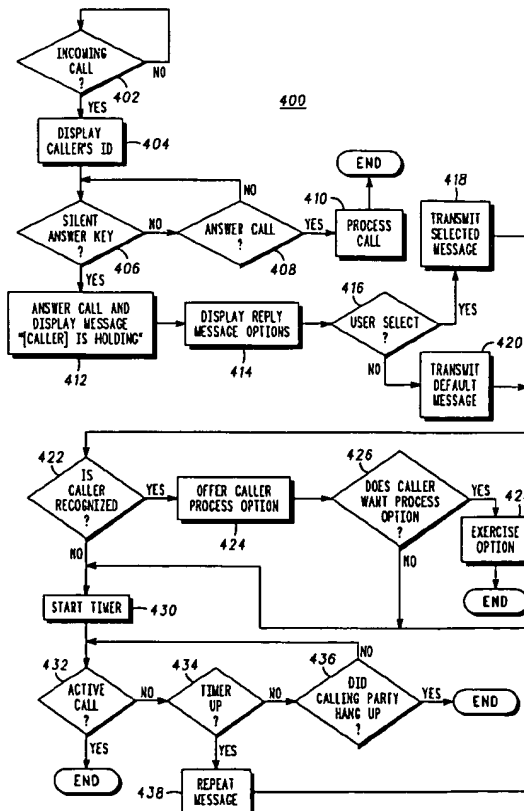 INCOMING
CALL
?
NO
402
YES
400
DISPLAY
CALLER'S ID
404
NO
END
SILENT
ANSWER KEY
?
406
NO
ANSWER CALL
?
408
YES
410
PROCESS
CALL
418
TRANSMIT
SELECTED
MESSAGE
YES
ANSWER CALL AND
DISPLAY MESSAGE
"[CALLER] IS HOLDING"
412
DISPLAY REPLY
MESSAGE OPTIONS
414
416
USER SELECT
?
YES
NO
420
TRANSMIT
DEFAULT
MESSAGE
422
IS
CALLER
RECOGNIZED
?
YES
NO
OFFER CALLER
PROCESS OPTION
424
426
DOES CALLER
WANT PROCESS
OPTION
?
YES
NO
EXERCISE
OPTION
END
START TIMER
430
NO
432
ACTIVE
CALL
?
NO
YES
END
434
TIMER
UP
?
NO
YES
436
DID
CALLING PARTY
HANG UP
?
YES
END
438
REPEAT
MESSAGE